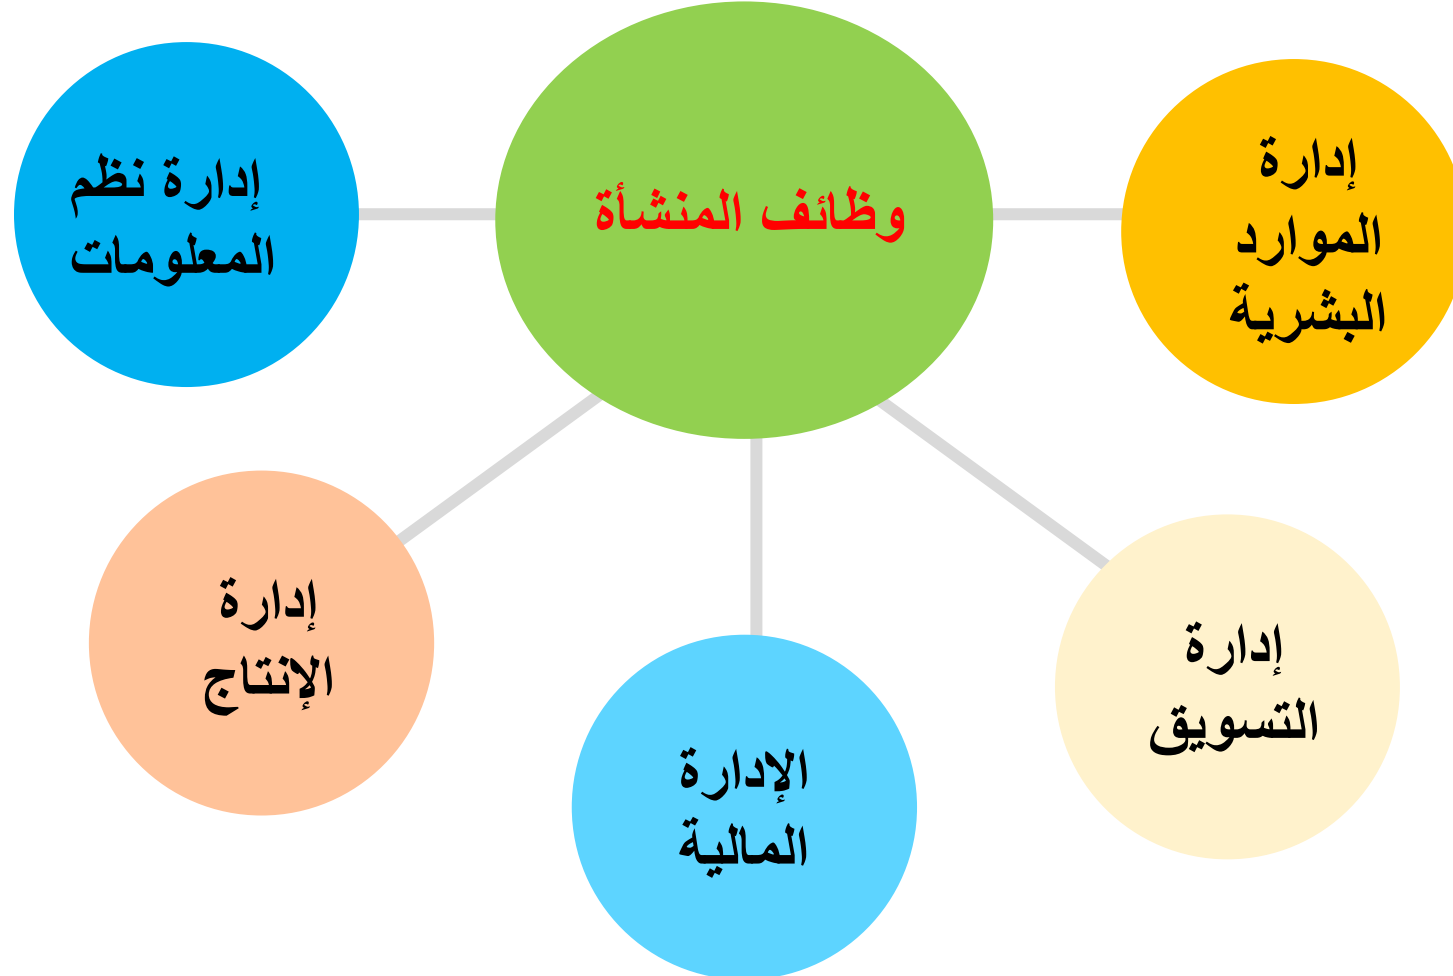 وظائف المنشأة
إدارة
الموارد
البشرية
إدارة
التسويق
الإدارة
المالية
إدارة
الإنتاج
إدارة نظم
المعلومات